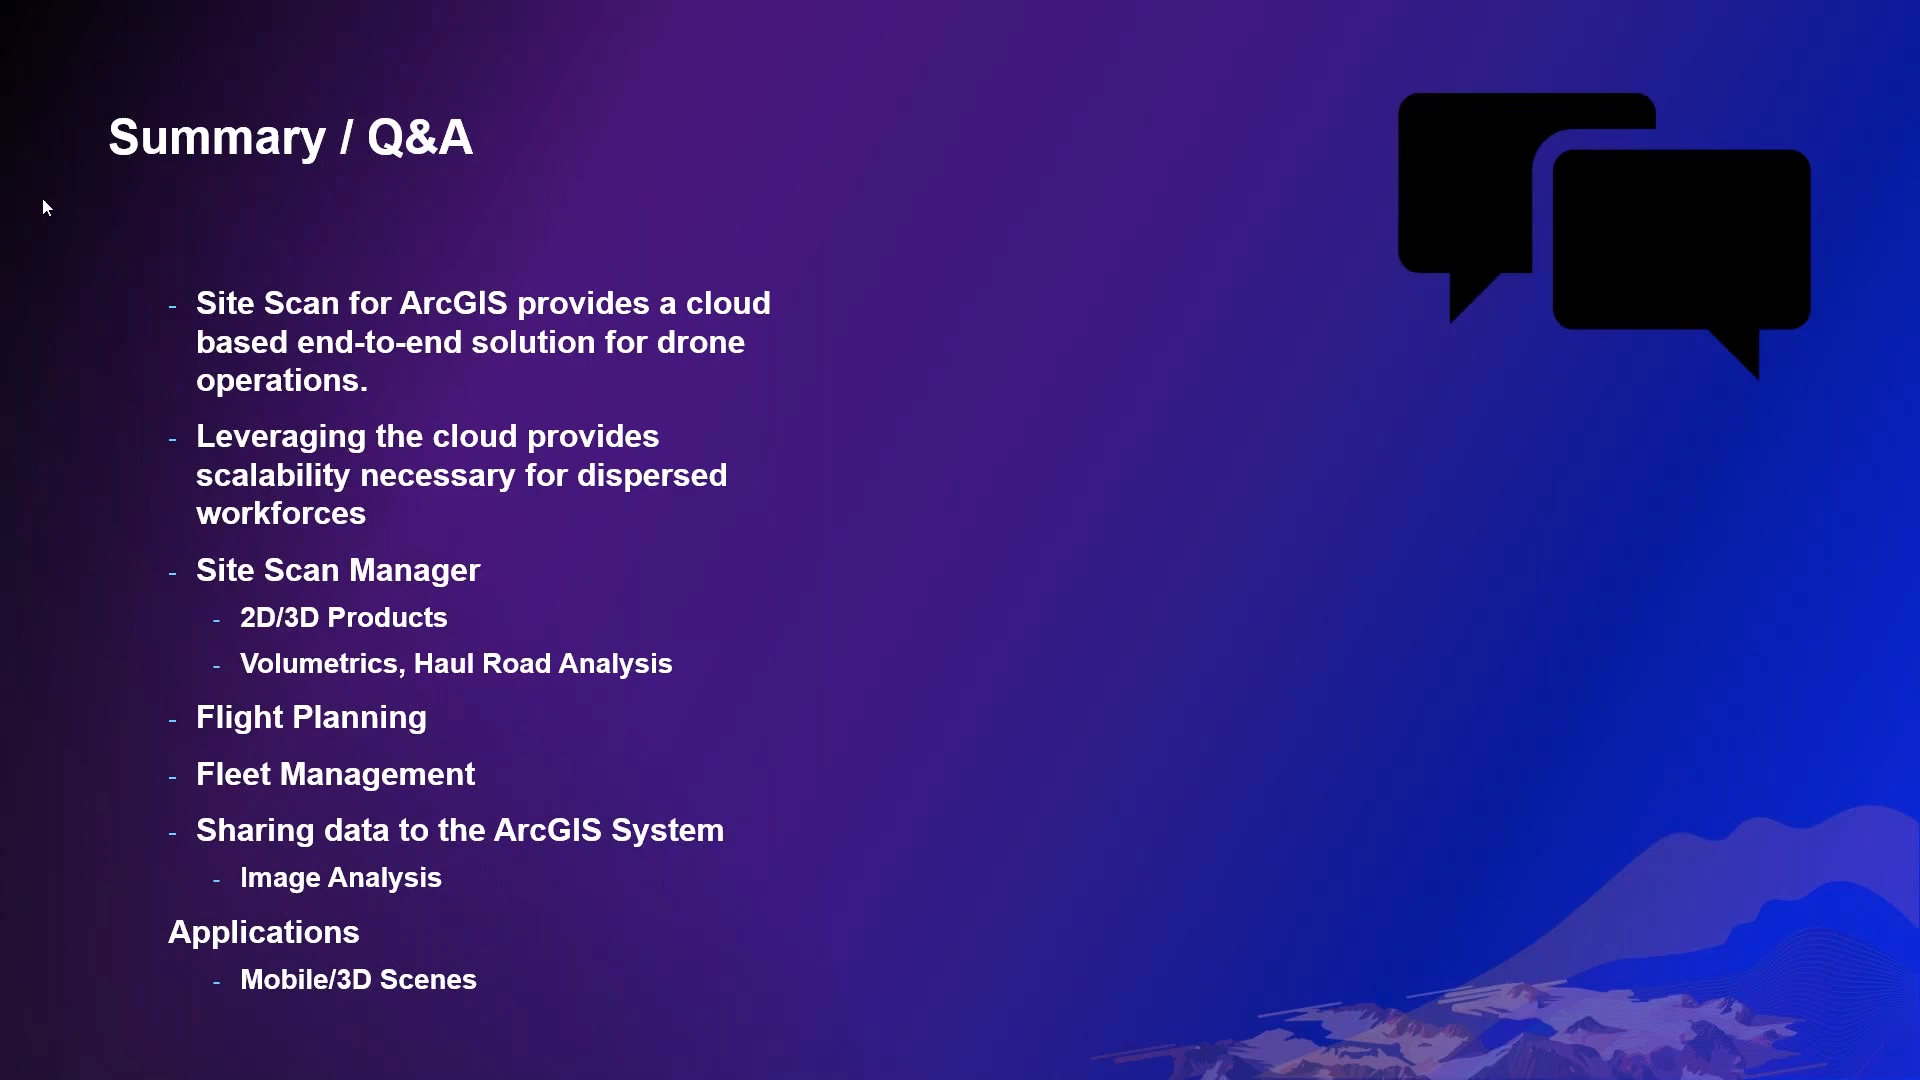 Summary / Q&A
- Site Scan for ArcGIS provides a cloud
based end-to-end solution for drone
operations.
- Leveraging the cloud provides
scalability necessary for dispersed
workforces
- Site Scan Manager
- 2D/3D Products
- Volumetrics, Haul Road Analysis
- Flight Planning
- Fleet Management
- Sharing data to the ArcGIS System
- Image Analysis
Applications
- Mobile/3D Scenes